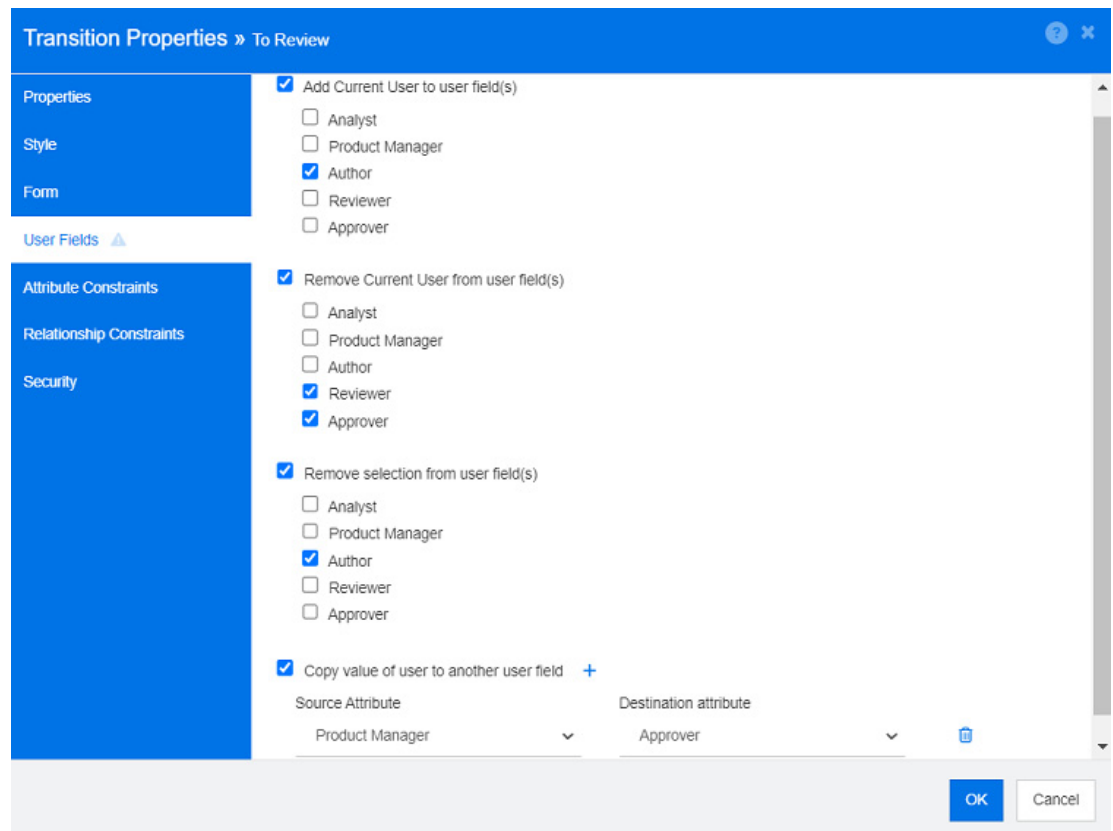 Transition Properties » To Review
Properties
Style
Form
User Fields
Attribute Constraints
Relationship Constraints
Security
Add Current User to user field(s)
Analyst
Product Manager
Author
Reviewer
Approver
Remove Current User from user field(s)
Analyst
Product Manager
Author
Reviewer
Approver
Remove selection from user field(s)
Analyst
Product Manager
Author
Reviewer
Approver
Copy value of user to another user field +
Source Attribute Destination attribute
Product Manager Approver
OK Cancel